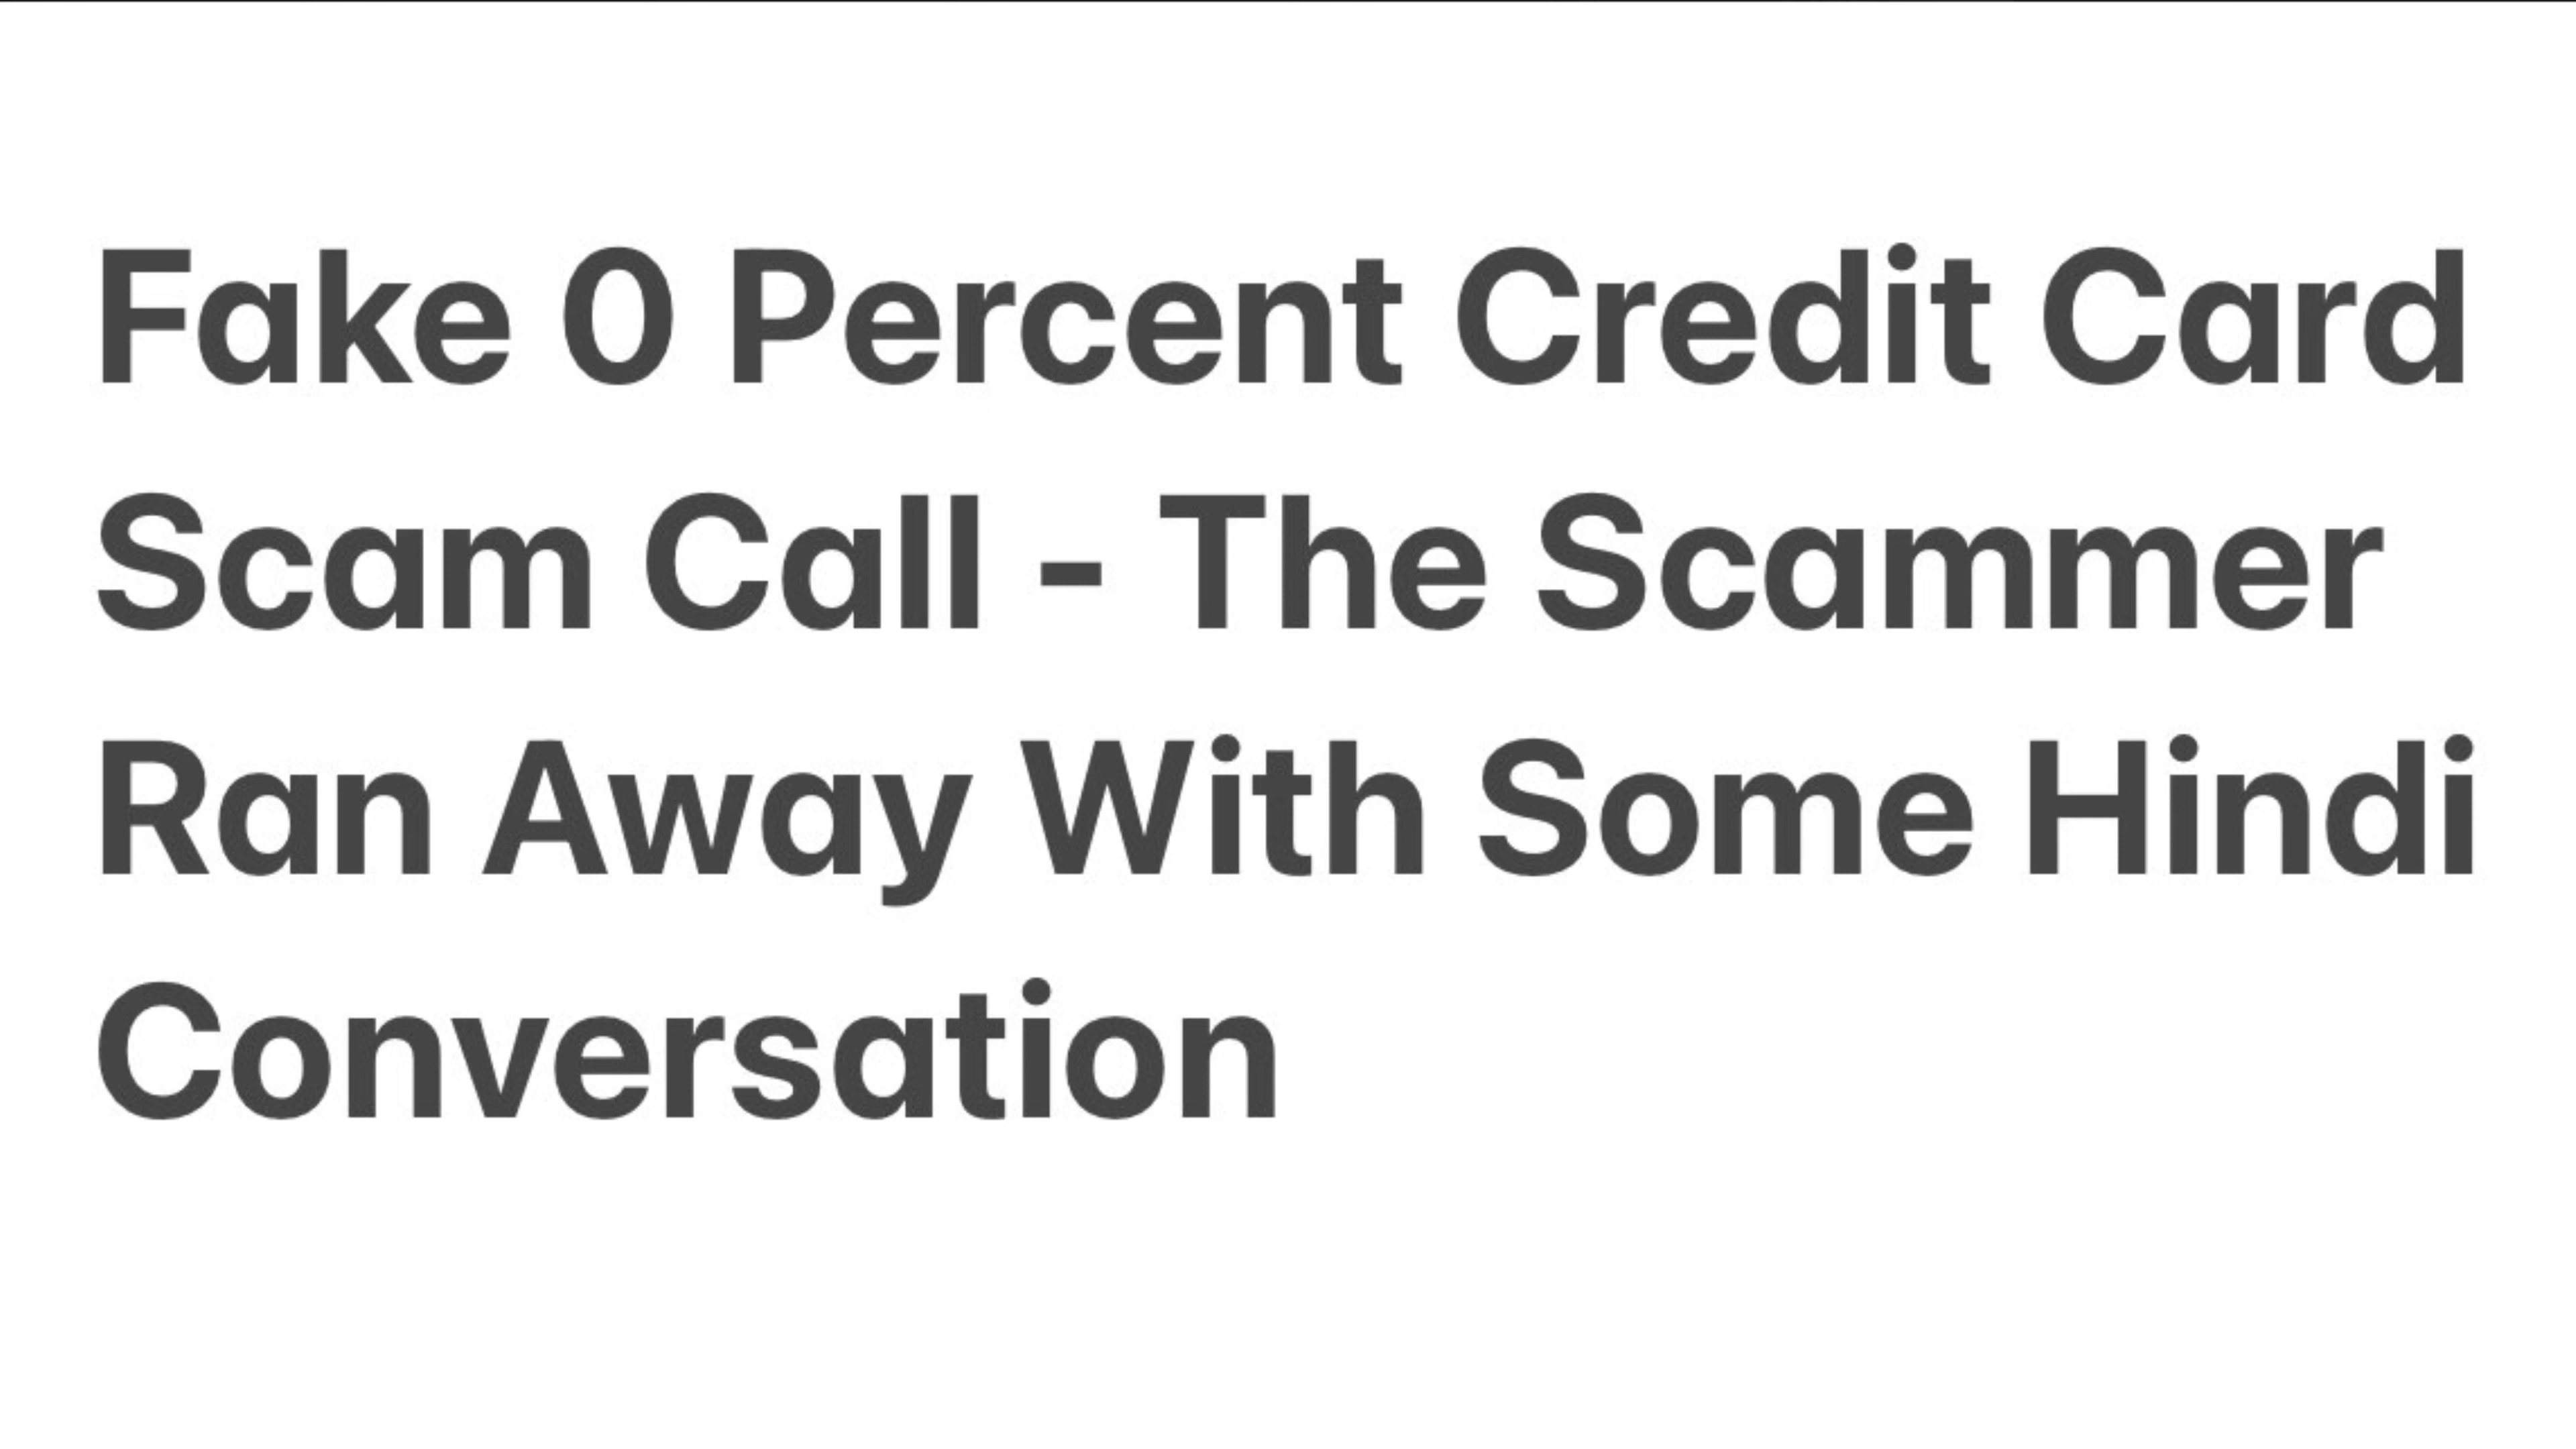 Fake 0 Percent Credit Card
Scam Call - The Scammer
Ran Away With Some Hindi
Conversation